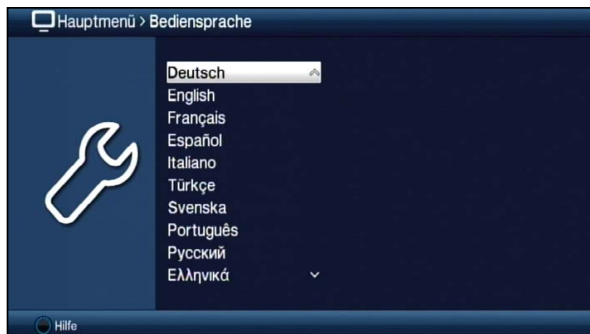 Hauptmenü > Bediensprache
Deutsch
English
Français
Español
Italiano
Türkçe
Svenska
Português
Русский
Ελληνικά
Hilfe